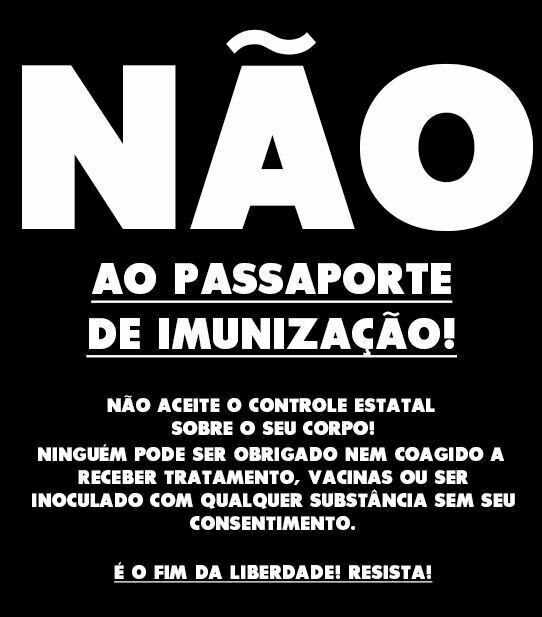 NÃO
AO PASSAPORTE
DE IMUNIZAÇÃO!
NÃO ACEITE O CONTROLE ESTATAL
SOBRE O SEU CORPO!
NINGUÉM PODE SER OBRIGADO NEM COAGIDO A
RECEBER TRATAMENTO, VACINAS OU SER
INOCULADO COM QUALQUER SUBSTÂNCIA SEM SEU
CONSENTIMENTO.
É O FIM DA LIBERDADE! RESISTA!